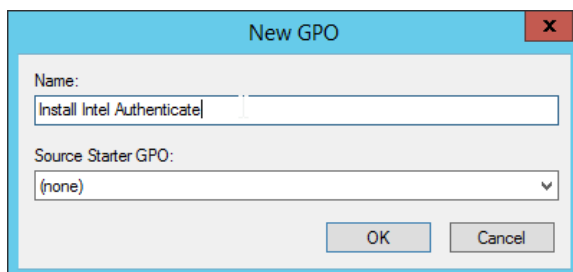 New GPO
x
Name:
Install Intel Authenticate
Source Starter GPO:
(none)
OK Cancel